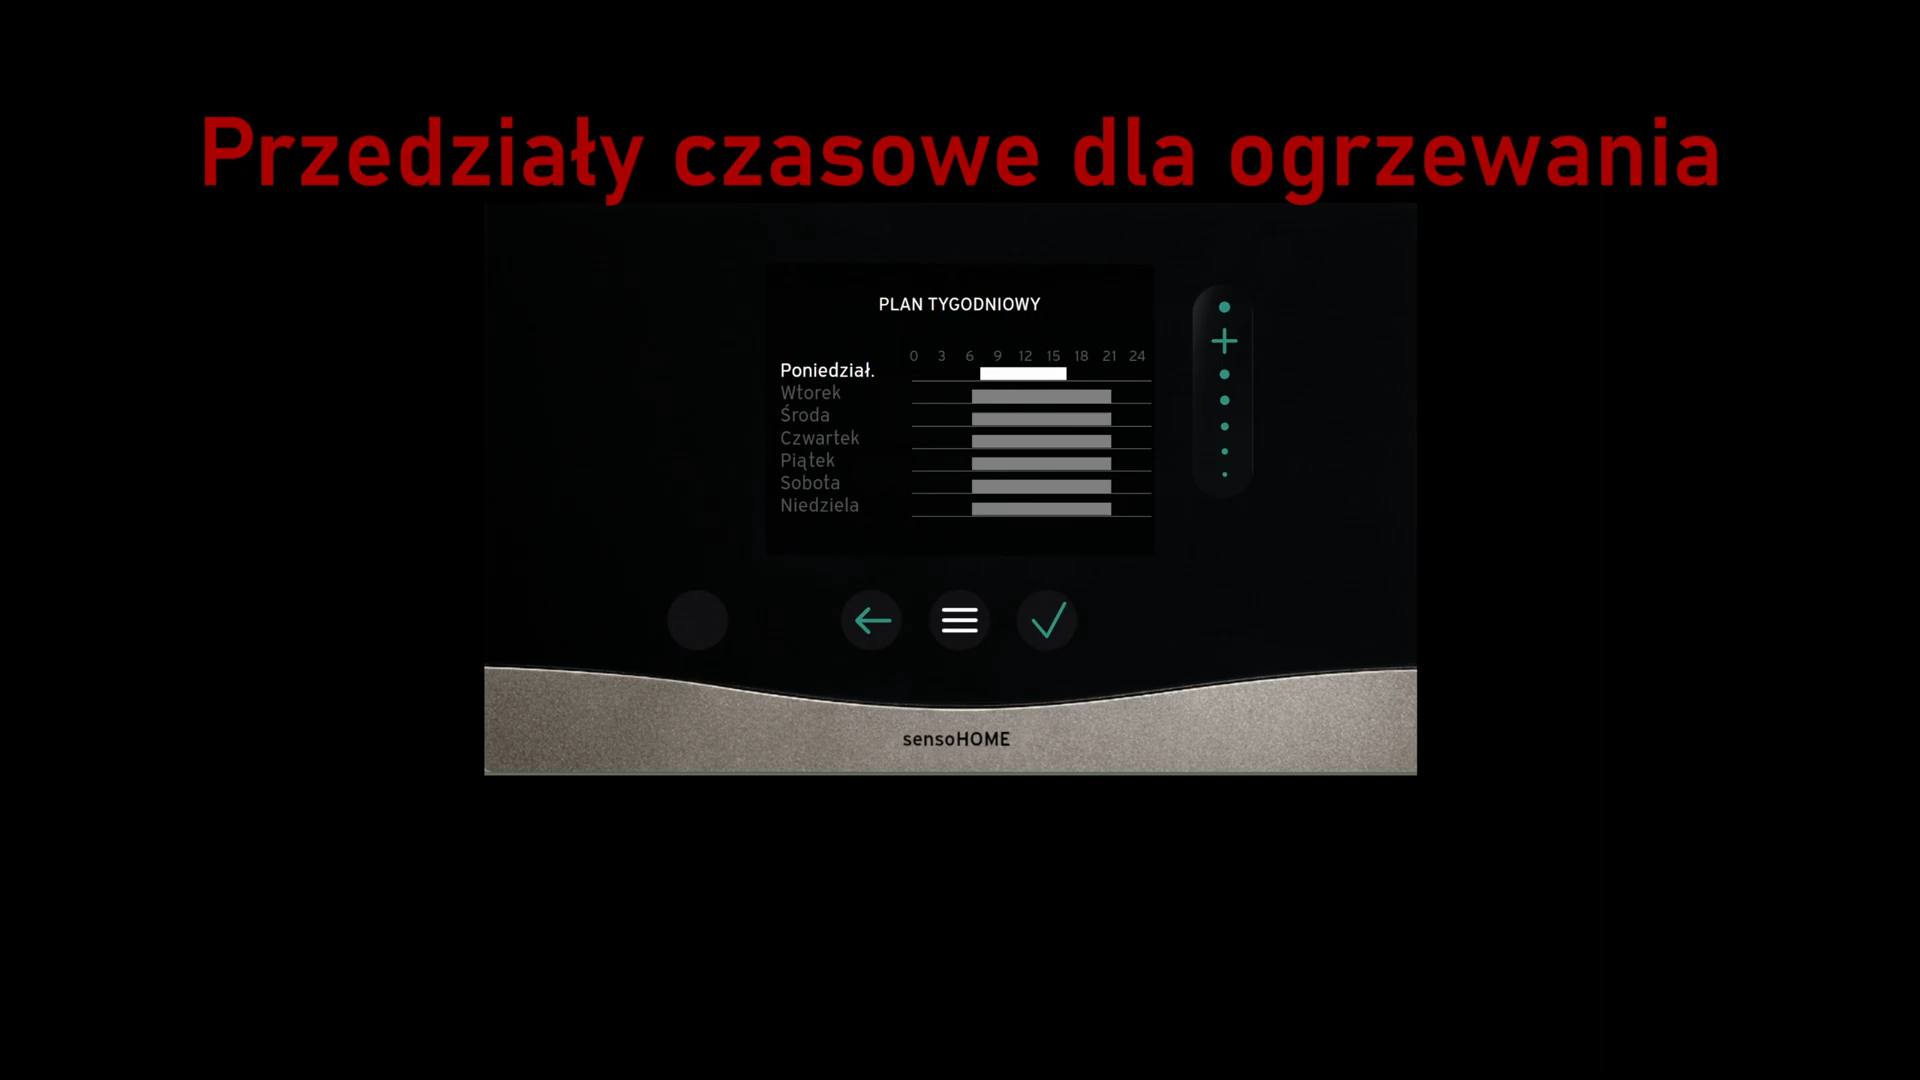 Przedziały czasowe dla ogrzewania
PLAN TYGODNIOWY
0 3 6 9 12 15 18 21 24
Poniedział.
Wtorek
Środa
Czwartek
Piątek
Sobota
Niedziela
sensoHOME